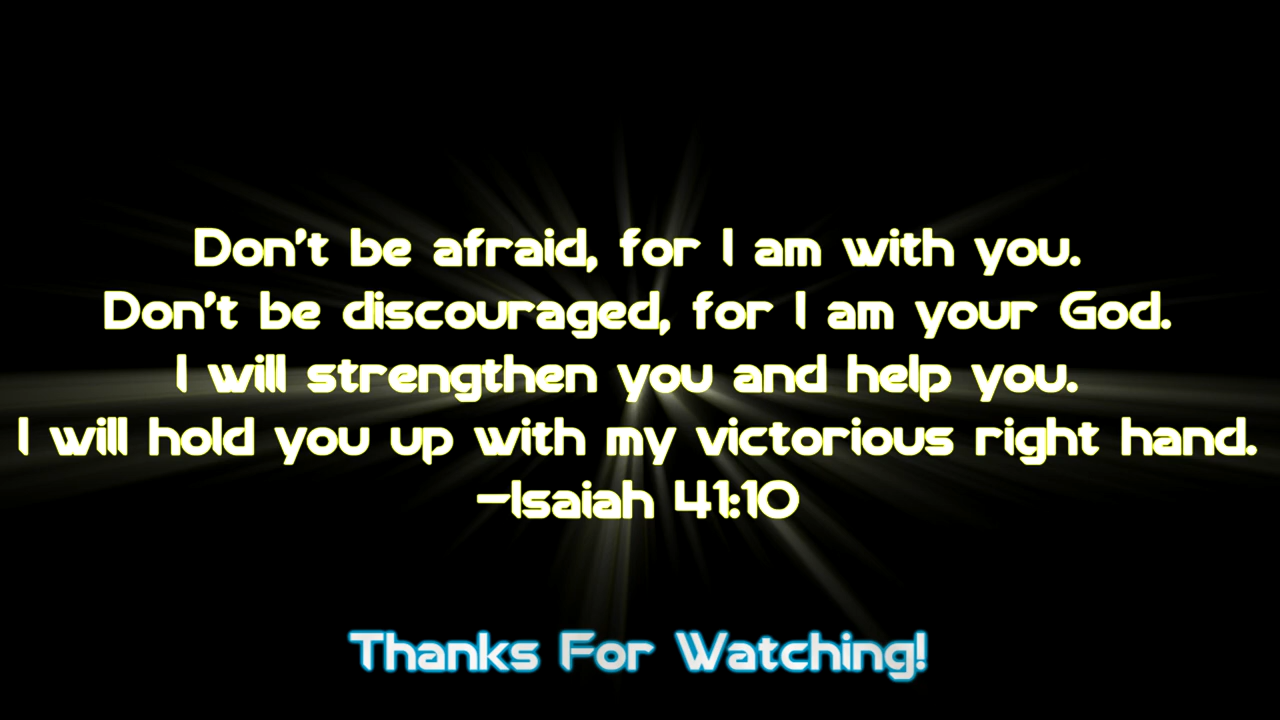 Don't be afraid, for I am with you.
Don't be discouraged, for I am your God.
I will strengthen you and help you.
I will hold you up with my victorious right hand.
-Isaiah 41:10
Thanks For Watching!